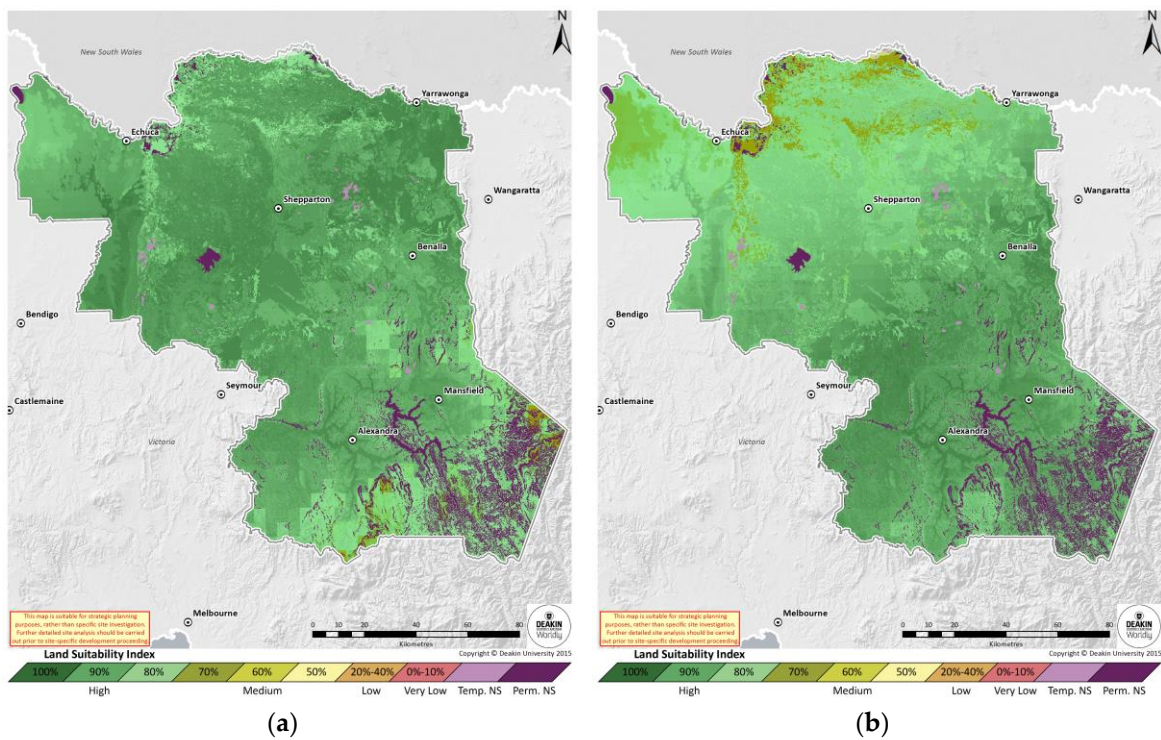 N
New South Wales
Yarrawonga
Echuca
Wangaratta
Shepparton
Benalla
Bendigo
Seymour
Mansfield
Castlemaine
Alexandra
Victoria
Melbourne
This map is suitable for strategic planning
purposes, rather than specific site investigation.
Further detailed site analysis should be carried
out prior to site-specific development proceeding.
0 10 20 40 60 80
Kilometres
DEAKIN
Worldly
Land Suitability Index
Copyright © Deakin University 2015
100% 90% 80% 70% 60% 50% 20%-40% 0%-10% Temp. NS Perm. NS
High Medium Low Very Low
(a)
N
New South Wales
Yarrawonga
Echuca
Wangaratta
Shepparton
Benalla
Bendigo
Seymour
Mansfield
Castlemaine
Alexandra
Victoria
Melbourne
This map is suitable for strategic planning
purposes, rather than specific site investigation.
Further detailed site analysis should be carried
out prior to site-specific development proceeding.
0 10 20 40 60 80
Kilometres
DEAKIN
Worldly
Land Suitability Index
Copyright © Deakin University 2015
100% 90% 80% 70% 60% 50% 20%-40% 0%-10% Temp. NS Perm. NS
High Medium Low Very Low
(b)